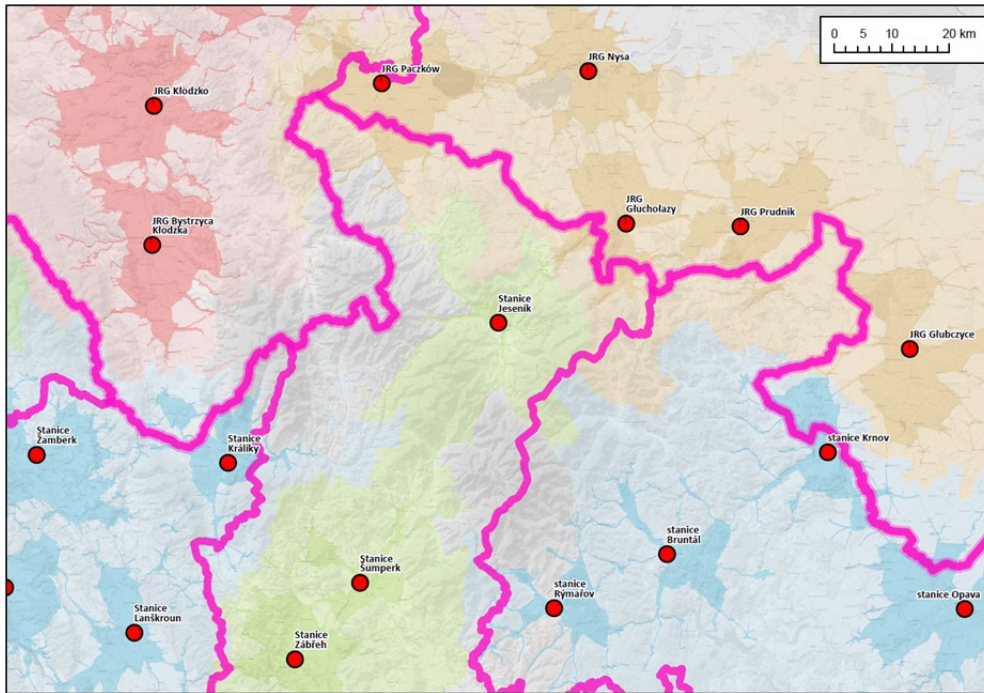 0 5 10 20 km
JRG Nysa
JRG Paczków
JRG Kłodzko
JRG
Głuchołazy
JRG Prudnik
JRG Bystrzyca
Kłodzka
Stanice
Jeseník
JRG Głubczyce
Stanice
Žamberk
Stanice
Králíky
stanice Krnov
stanice
Bruntál
Stanice
Šumperk
stanice
Rýmařov
stanice Opava
Stanice
Lanškroun
Stanice
Zábřeh